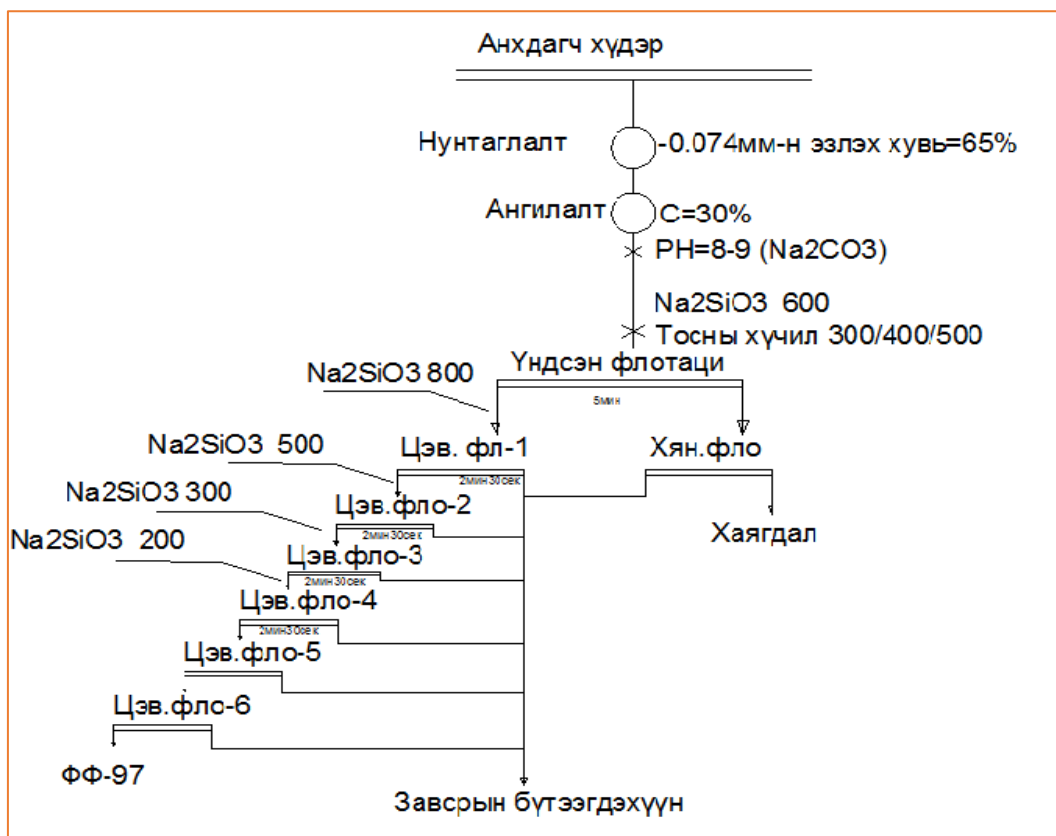 Анхдагч хүдэр
Нунтаглалт
-0.074мм-н эзлэх хувь=65%
Ангилалт
C=30%
PH=8-9 (Na2CO3)
Na2SiO3 600
Тосны хүчил 300/400/500
Үндсэн флотаци
5мин
Na2SiO3 800
Цэв. фл-1
Хян.фло
Na2SiO3 500
2мин30сек
Цэв.фло-2
Na2SiO3 300
2мин30сек
Хаягдал
Цэв.фло-3
Na2SiO3 200
2мин30сек
Цэв.фло-4
2мин30сек
Цэв.фло-5
Цэв.фло-6
ФФ-97
Завсрын бүтээгдэхүүн